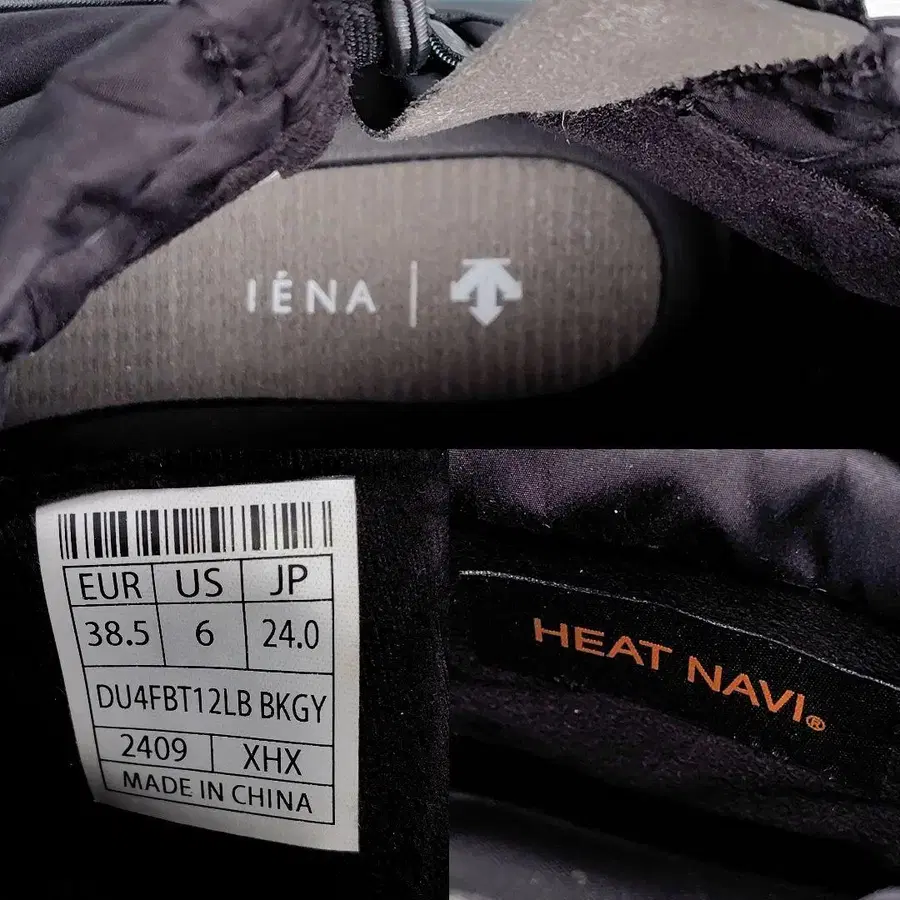 IÉNA
EUR US JP
38.5 6 24.0
DU4FBT12LB BKGY
2409 XHX
MADE IN CHINA
HEAT NAVI®